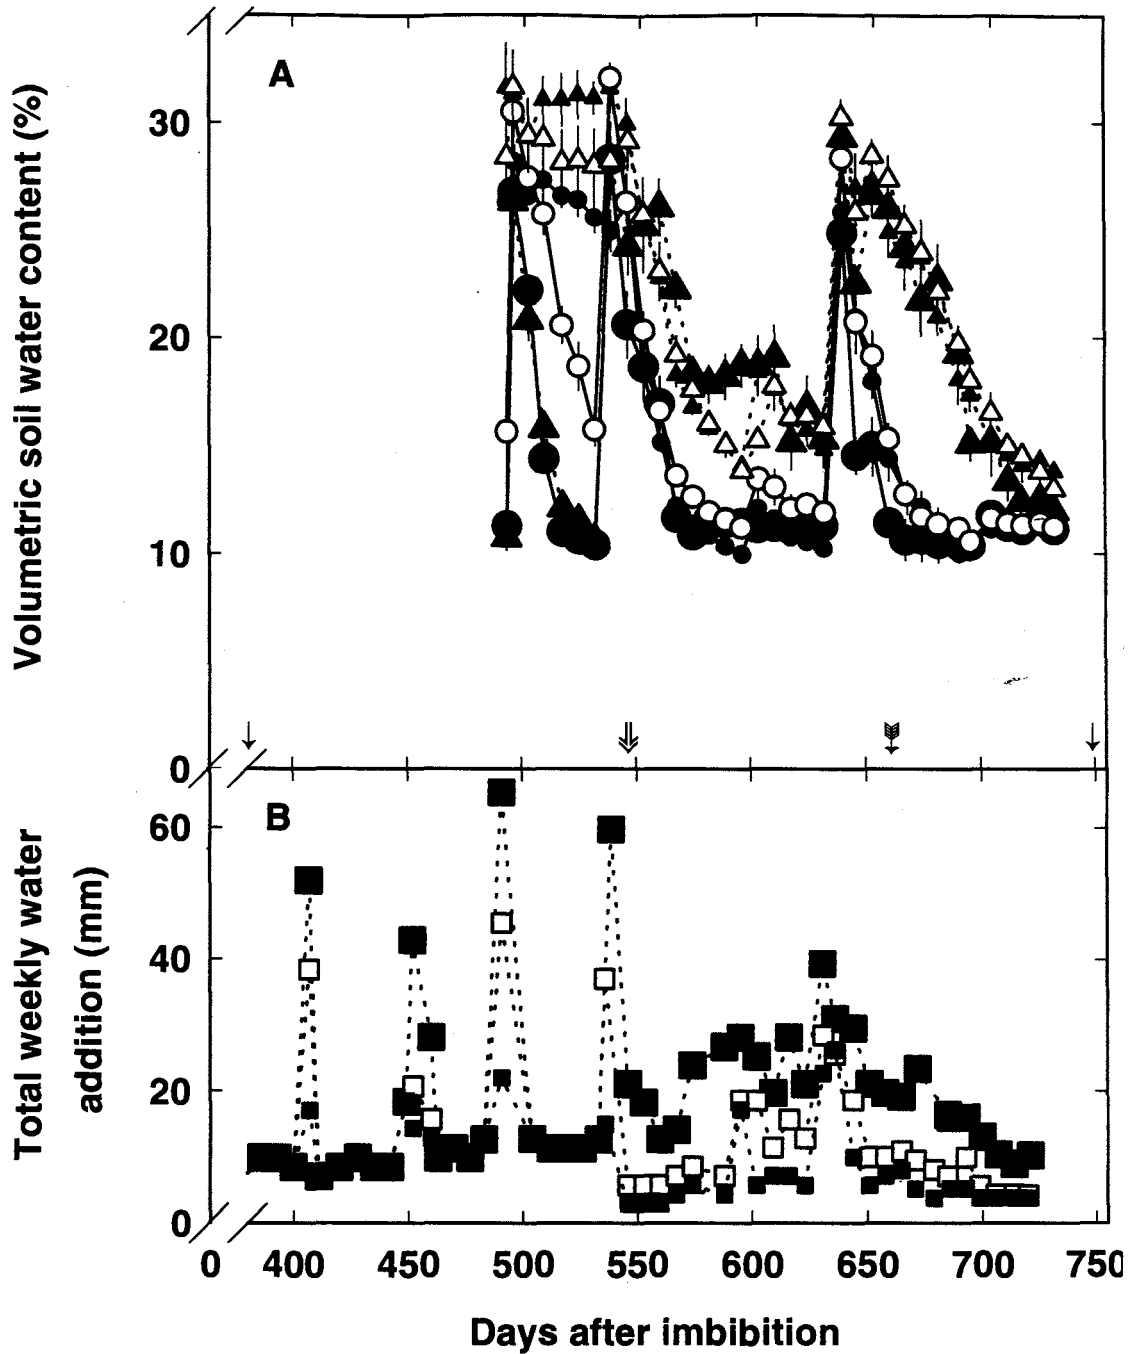 A
Volumetric soil water content (%)
30
20
10
0
B
Total weekly water
addition (mm)
60
40
20
0
0 400 450 500 550 600 650 700 750
Days after imbibition